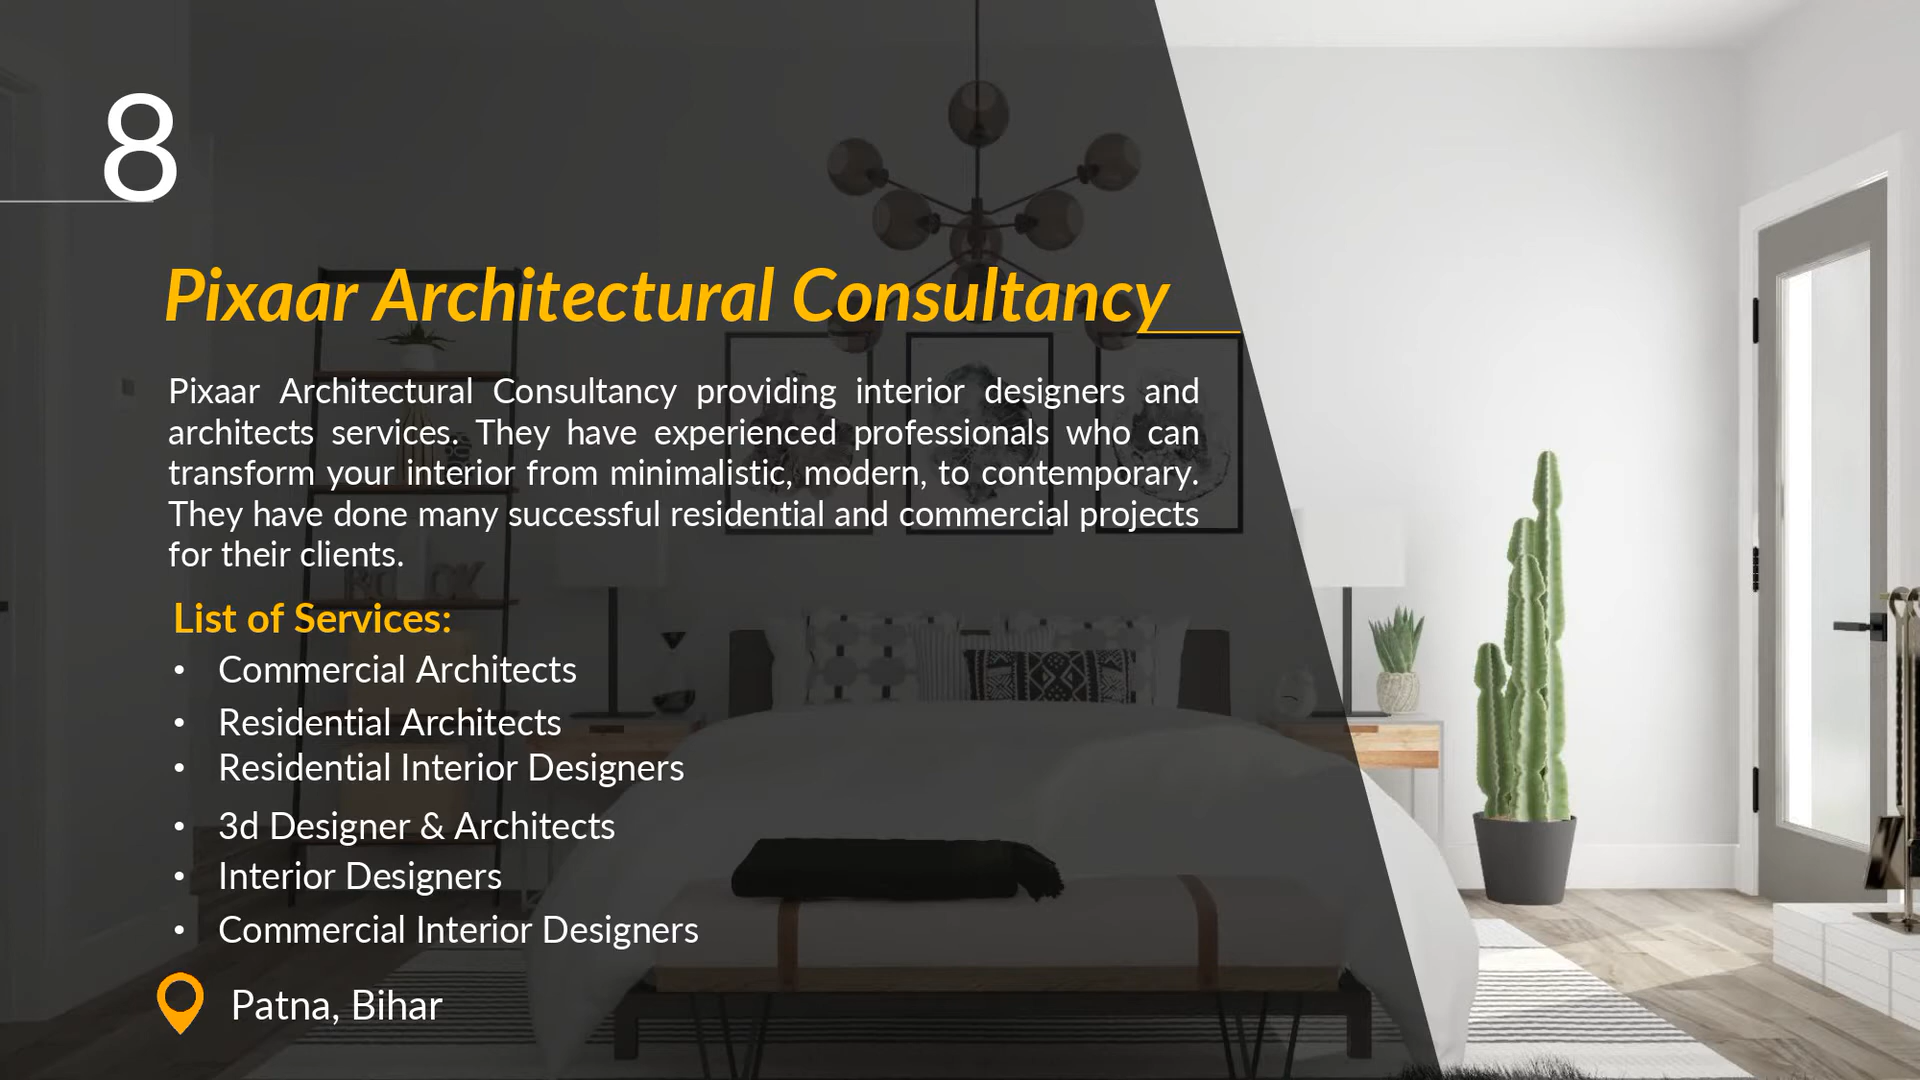 8
Pixaar Architectural Consultancy
Pixaar Architectural Consultancy providing interior designers and
architects services. They have experienced professionals who can
transform your interior from minimalistic, modern, to contemporary.
They have done many successful residential and commercial projects
for their clients.
List of Services:
• Commercial Architects
• Residential Architects
• Residential Interior Designers
• 3d Designer & Architects
• Interior Designers
• Commercial Interior Designers
Patna, Bihar